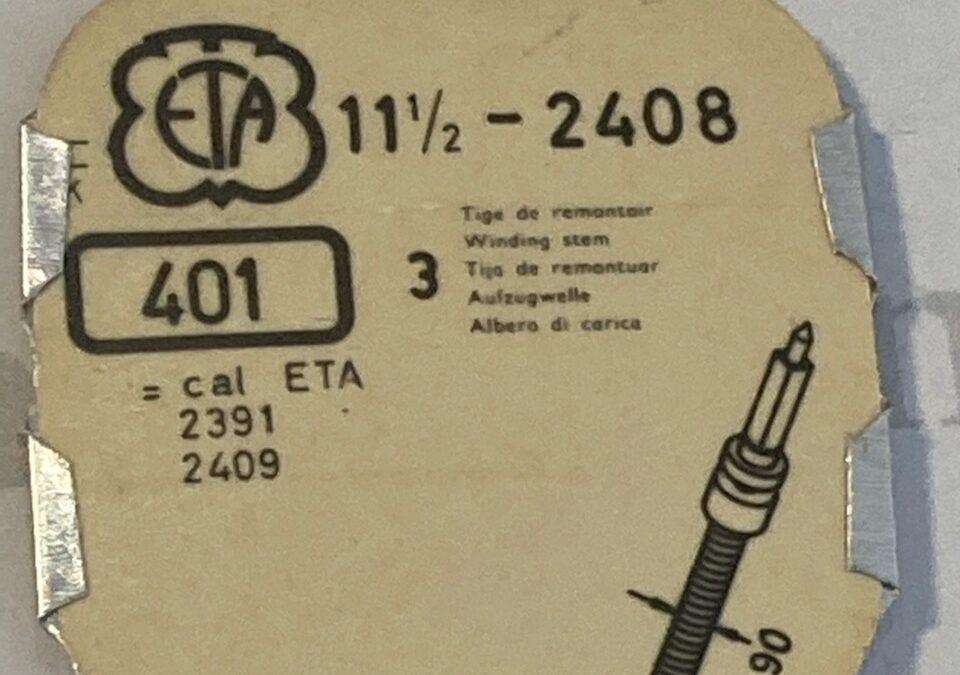 ETA 11½ - 2408
401
3
Tige de remontoir
Winding stem
Tija de remontuar
Aufzugwelle
Albero di carica
= cal ETA
2391
2409
90